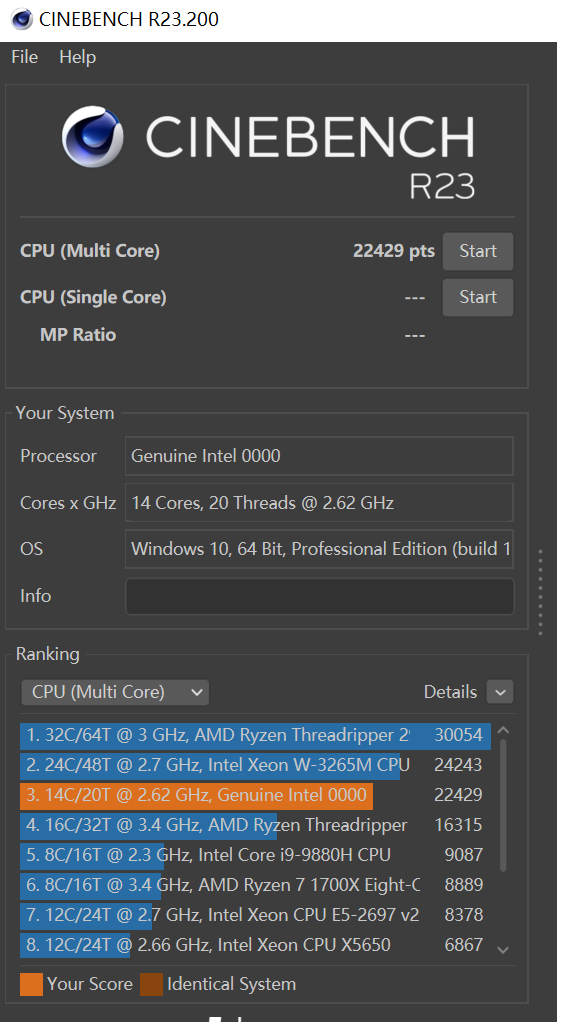 CINEBENCH R23.200
File Help
CINEBENCH
R23
CPU (Multi Core) 22429 pts Start
CPU (Single Core) --- Start
MP Ratio ---
Your System
Processor Genuine Intel 0000
Cores x GHz 14 Cores, 20 Threads @ 2.62 GHz
OS Windows 10, 64 Bit, Professional Edition (build 1
Info
Ranking
CPU (Multi Core) Details
1. 32C/64T @ 3 GHz, AMD Ryzen Threadripper 30054
2. 24C/48T @ 2.7 GHz, Intel Xeon W-3265M CPU 24243
3. 14C/20T @ 2.62 GHz, Genuine Intel 0000 22429
4. 16C/32T @ 3.4 GHz, AMD Ryzen Threadripper 16315
5. 8C/16T @ 2.3 GHz, Intel Core i9-9880H CPU 9087
6. 8C/16T @ 3.4 GHz, AMD Ryzen 7 1700X Eight- 8889
7. 12C/24T @ 2.7 GHz, Intel Xeon CPU E5-2697 v2 8378
8. 12C/24T @ 2.66 GHz, Intel Xeon CPU X5650 6867
Your Score Identical System